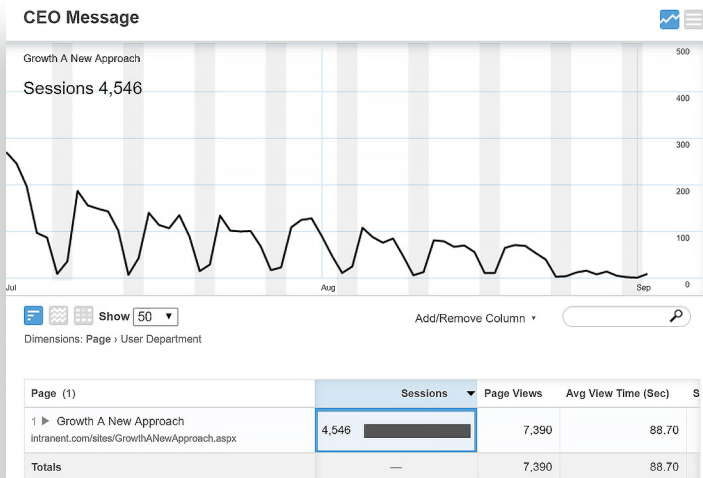 CEO Message
Growth A New Approach
Sessions 4,546
500
400
300
200
100
0
Jul Aug Sep
Show 50
Add/Remove Column
Dimensions: Page › User Department
Page (1) Sessions Page Views Avg View Time (Sec) S
1 Growth A New Approach 4,546 7,390 88.70
intranent.com/sites/GrowthANewApproach.aspx
Totals — 7,390 88.70